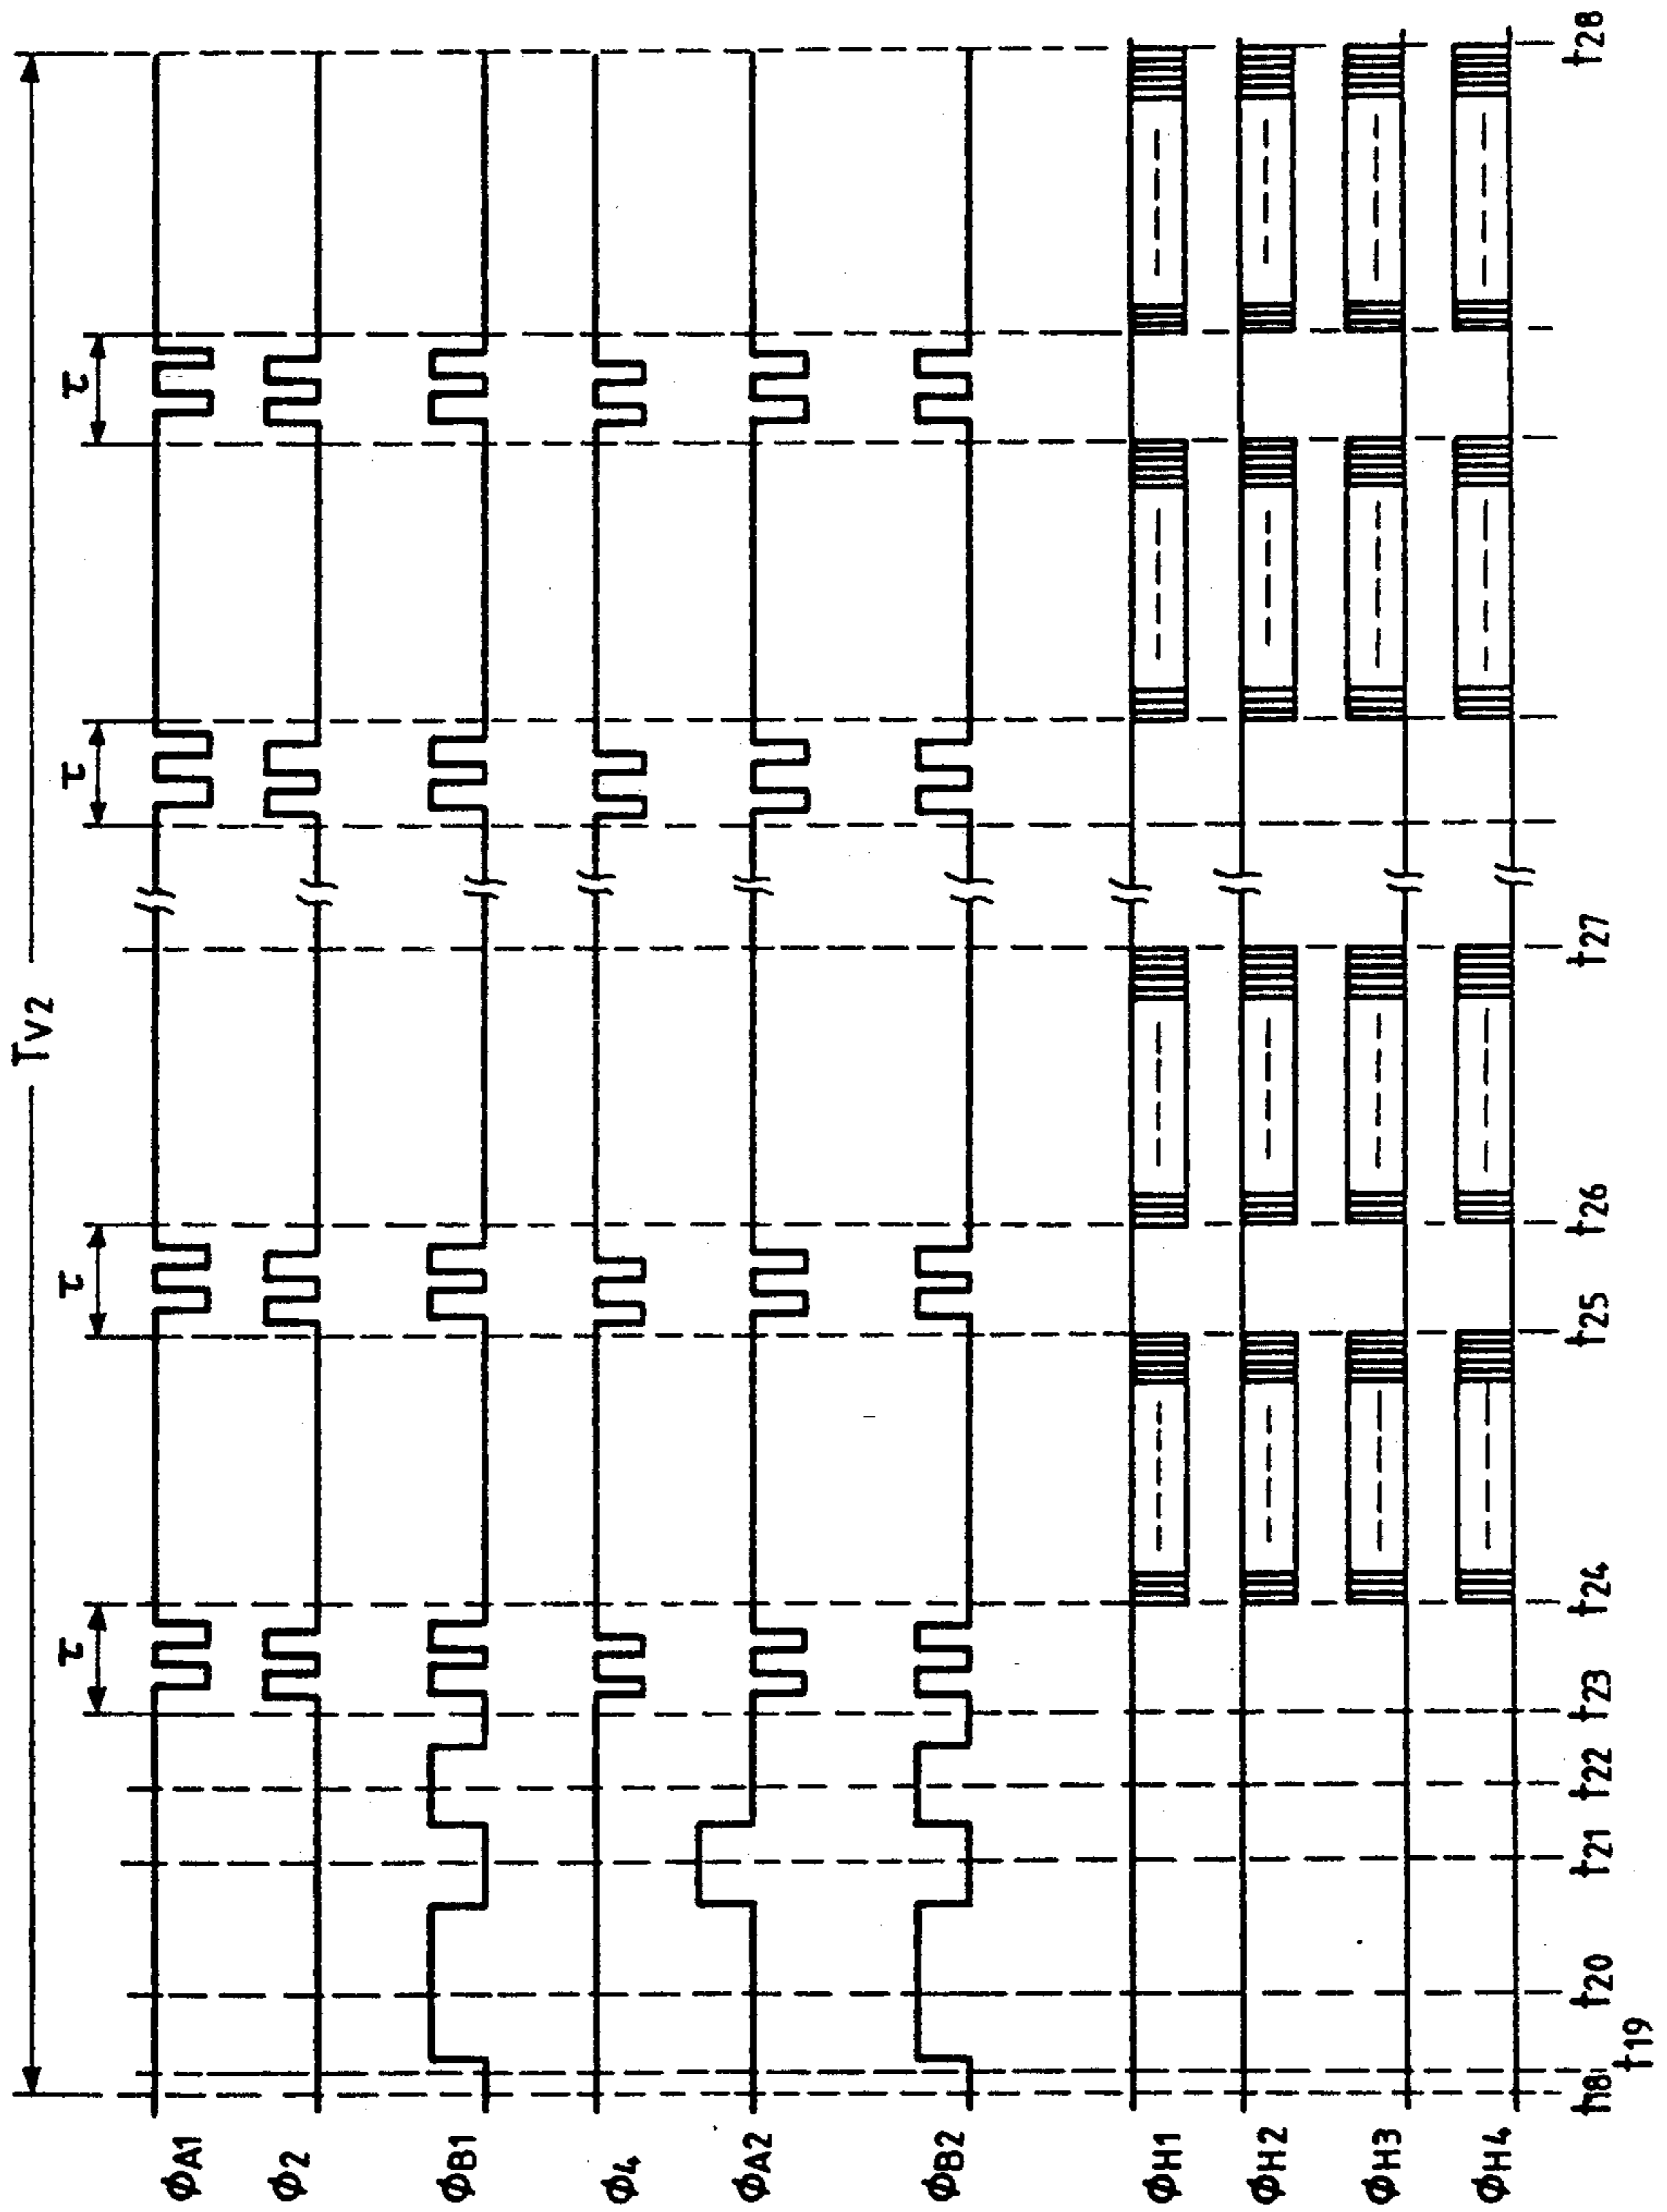 TV2
τ τ τ τ
ΦA1
Φ2
ΦB1
Φ4
ΦA2
ΦB2
ΦH1
ΦH2
ΦH3
ΦH4
t18 t19 t20 t21 t22 t23 t24 t25 t26 t27 t28